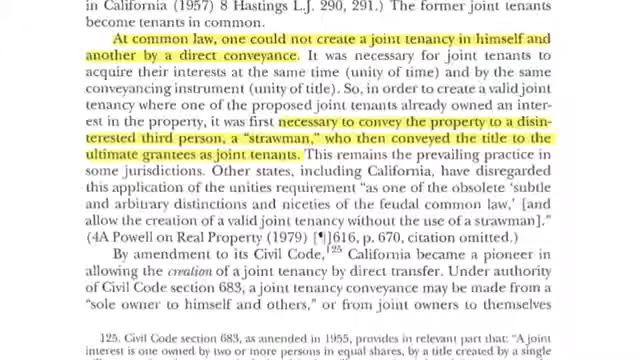 in California (1957) 8 Hastings L.J. 290, 291.) The former joint tenants
become tenants in common.
At common law, one could not create a joint tenancy in himself and
another by a direct conveyance. It was necessary for joint tenants to
acquire their interests at the same time (unity of time) and by the same
conveyancing instrument (unity of title). So, in order to create a valid joint
tenancy where one of the proposed joint tenants already owned an inter-
est in the property, it was first necessary to convey the property to a disin-
terested third person, a “strawman,” who then conveyed the title to the
ultimate grantees as joint tenants. This remains the prevailing practice in
some jurisdictions. Other states, including California, have disregarded
this application of the unities requirement “as one of the obsolete ‘subtle
and arbitrary distinctions and niceties of the feudal common law,’ [and
allow the creation of a valid joint tenancy without the use of a strawman].”
(4A Powell on Real Property (1979) [¶]616, p. 670, citation omitted.)
By amendment to its Civil Code,125 California became a pioneer in
allowing the creation of a joint tenancy by direct transfer. Under authority
of Civil Code section 683, a joint tenancy conveyance may be made from a
“sole owner to himself and others,” or from joint owners to themselves
125. Civil Code section 683, as amended in 1955, provides in relevant part that: “A joint
interest is one owned by two or more persons in equal shares, by a title created by a single